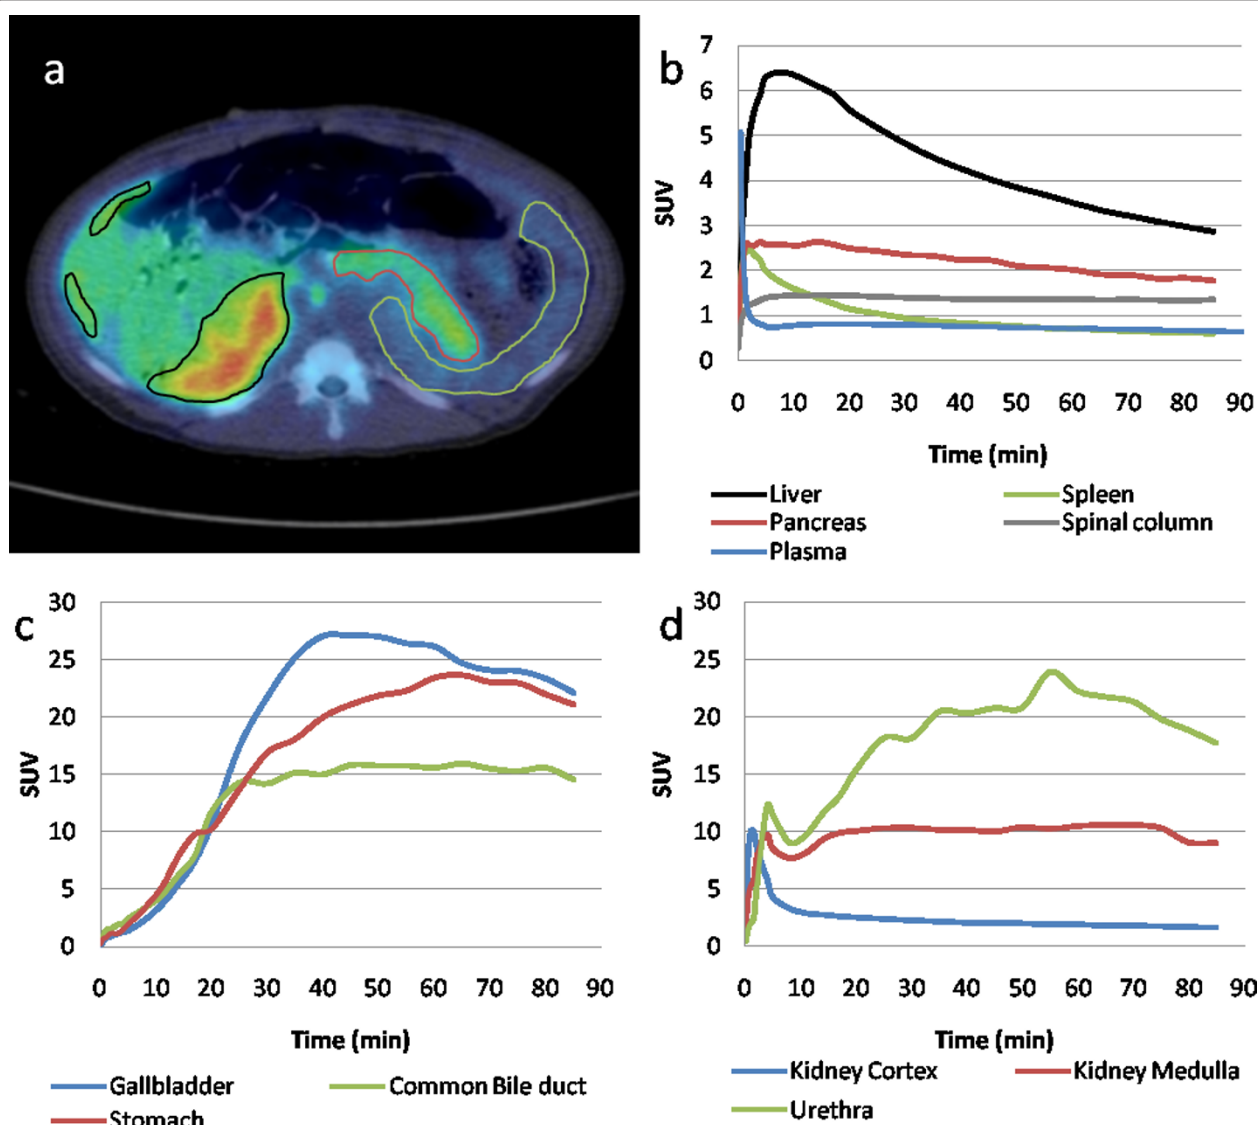 a
b
7
6
5
4
3
2
1
0
SUV
0 10 20 30 40 50 60 70 80 90
Time (min)
Liver Spleen
Pancreas Spinal column
Plasma
c
30
25
20
15
10
5
0
SUV
0 10 20 30 40 50 60 70 80 90
Time (min)
Gallbladder Common Bile duct
Stomach
d
30
25
20
15
10
5
0
SUV
0 10 20 30 40 50 60 70 80 90
Time (min)
Kidney Cortex Kidney Medulla
Urethra